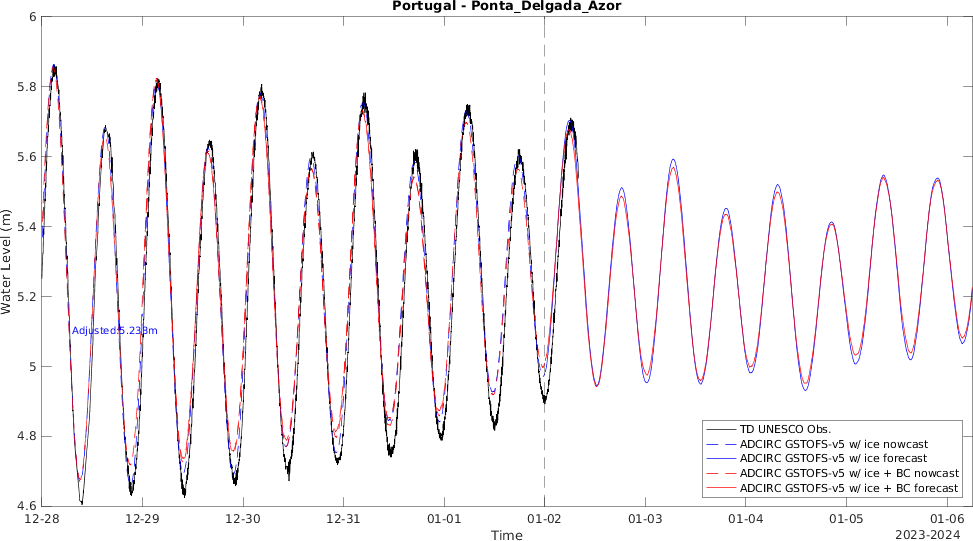 Portugal - Ponta_Delgada_Azor
6
5.8
5.6
5.4
5.2
5
4.8
4.6
Water Level (m)
Adjusted:5.233m
TD UNESCO Obs.
ADCIRC GSTOFS-v5 w/ ice nowcast
ADCIRC GSTOFS-v5 w/ ice forecast
ADCIRC GSTOFS-v5 w/ ice + BC nowcast
ADCIRC GSTOFS-v5 w/ ice + BC forecast
12-28 12-29 12-30 12-31 01-01 01-02 01-03 01-04 01-05 01-06
Time
2023-2024